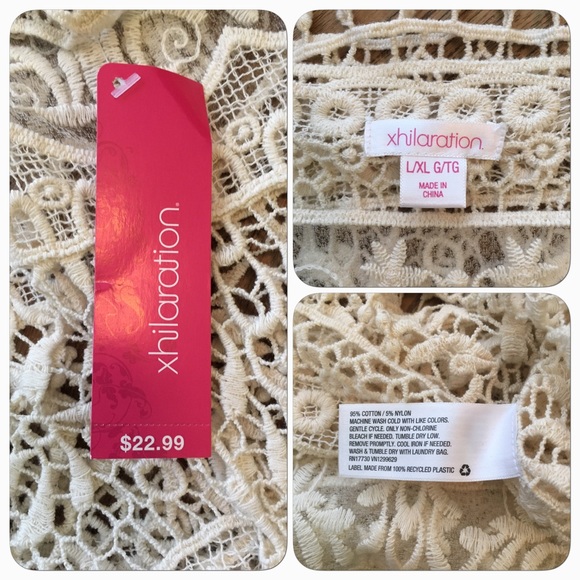 xhilaration®
$22.99
xhilaration.
L/XL G/TG
MADE IN
CHINA
95% COTTON / 5% NYLON
MACHINE WASH COLD WITH LIKE COLORS.
GENTLE CYCLE. ONLY NON-CHLORINE
BLEACH IF NEEDED. TUMBLE DRY LOW.
REMOVE PROMPTLY. COOL IRON IF NEEDED.
WASH & TUMBLE DRY WITH LAUNDRY BAG.
RN17730 VN1299629
LABEL MADE FROM 100% RECYCLED PLASTIC